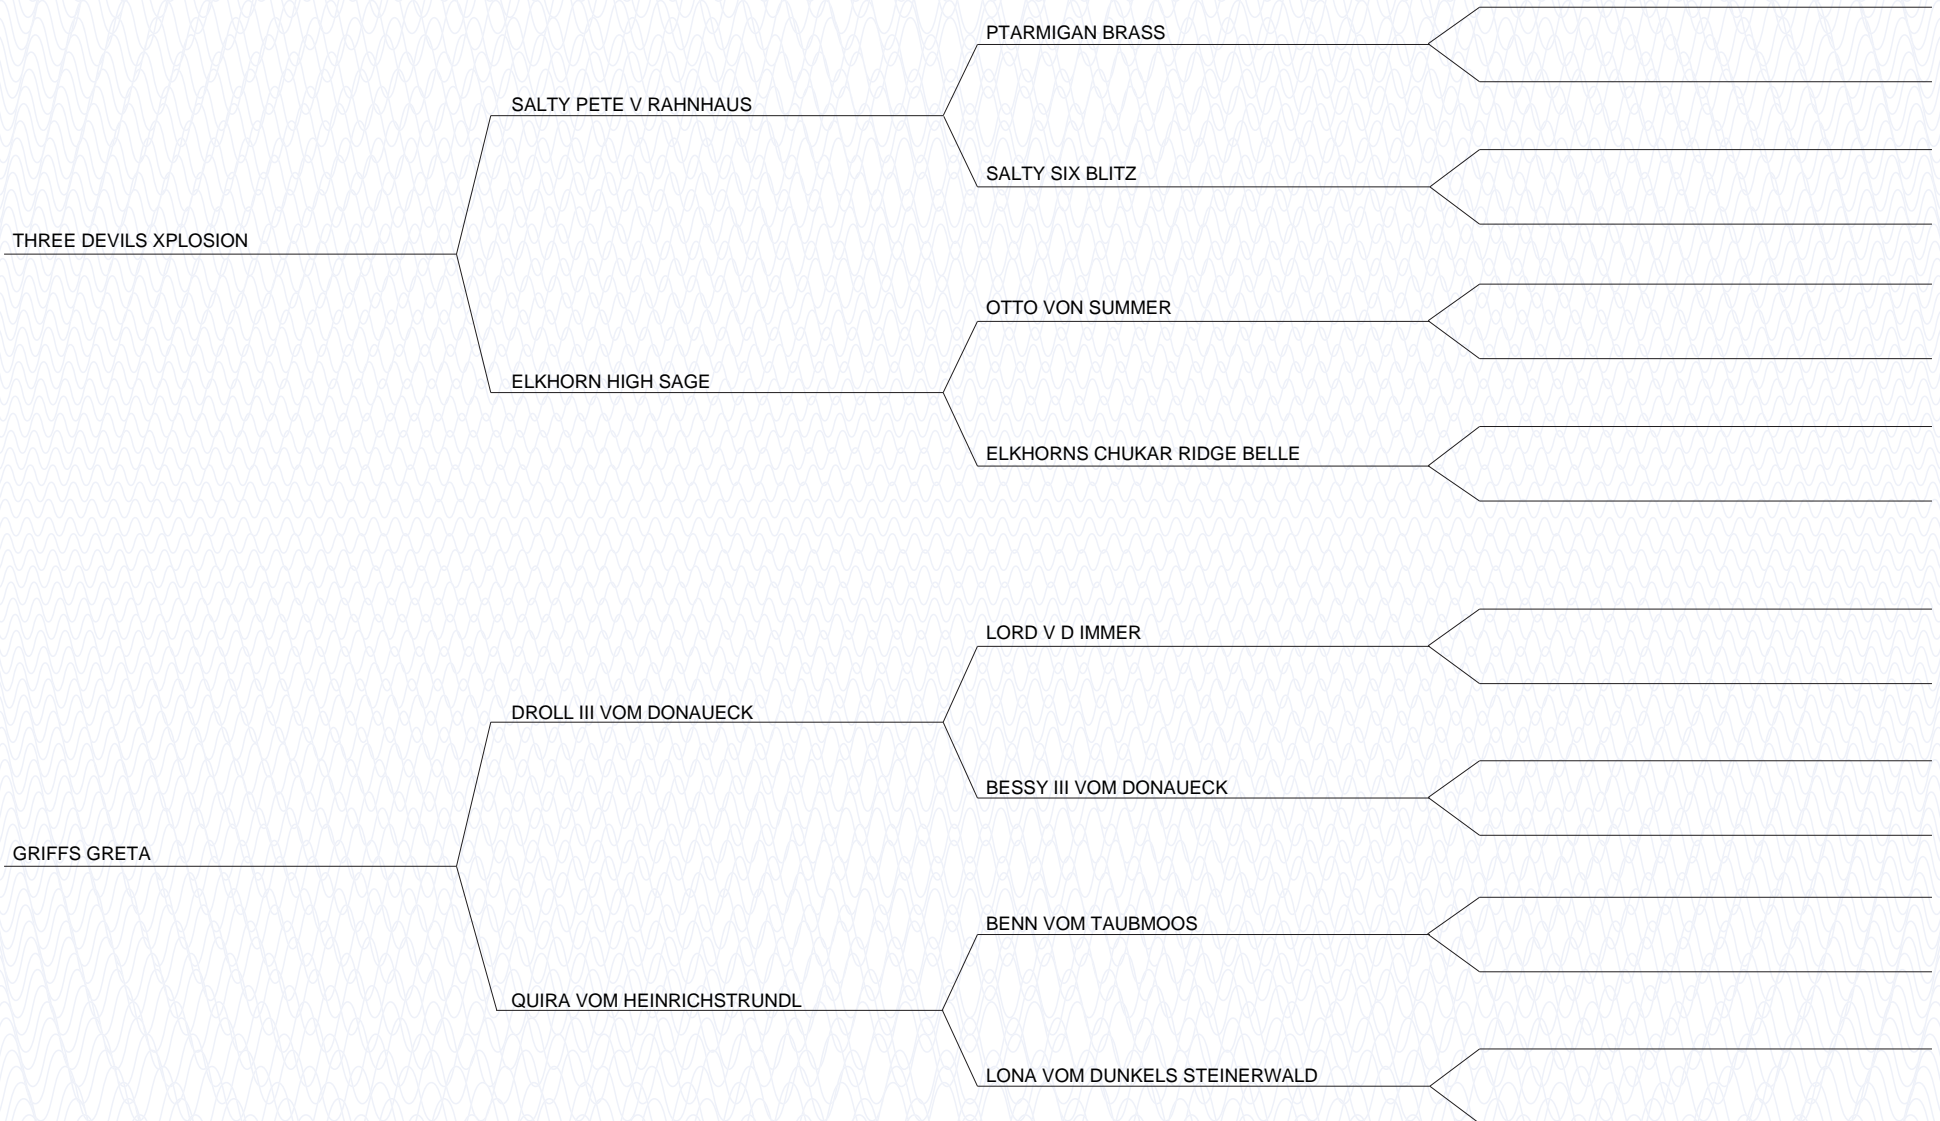 PTARMIGAN BRASS
SALTY PETE V RAHNHAUS
SALTY SIX BLITZ
THREE DEVILS XPLOSION
OTTO VON SUMMER
ELKHORN HIGH SAGE
ELKHORNS CHUKAR RIDGE BELLE
LORD V D IMMER
DROLL III VOM DONAUECK
BESSY III VOM DONAUECK
GRIFFS GRETA
BENN VOM TAUBMOOS
QUIRA VOM HEINRICHSTRUNDL
LONA VOM DUNKELS STEINERWALD